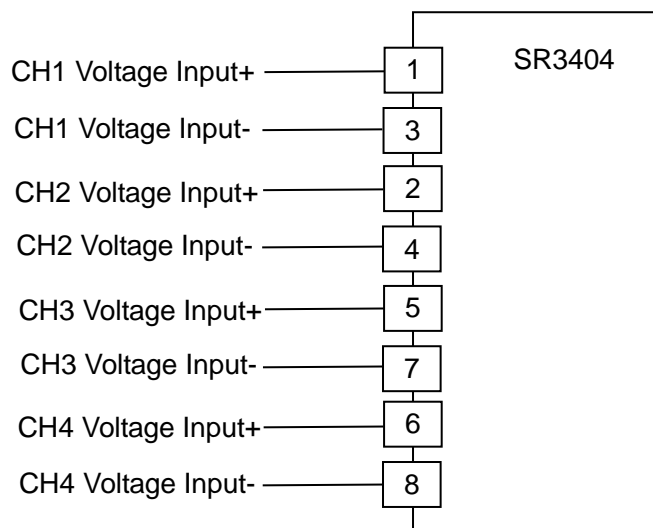 SR3404
CH1 Voltage Input+ 1
CH1 Voltage Input- 3
CH2 Voltage Input+ 2
CH2 Voltage Input- 4
CH3 Voltage Input+ 5
CH3 Voltage Input- 7
CH4 Voltage Input+ 6
CH4 Voltage Input- 8